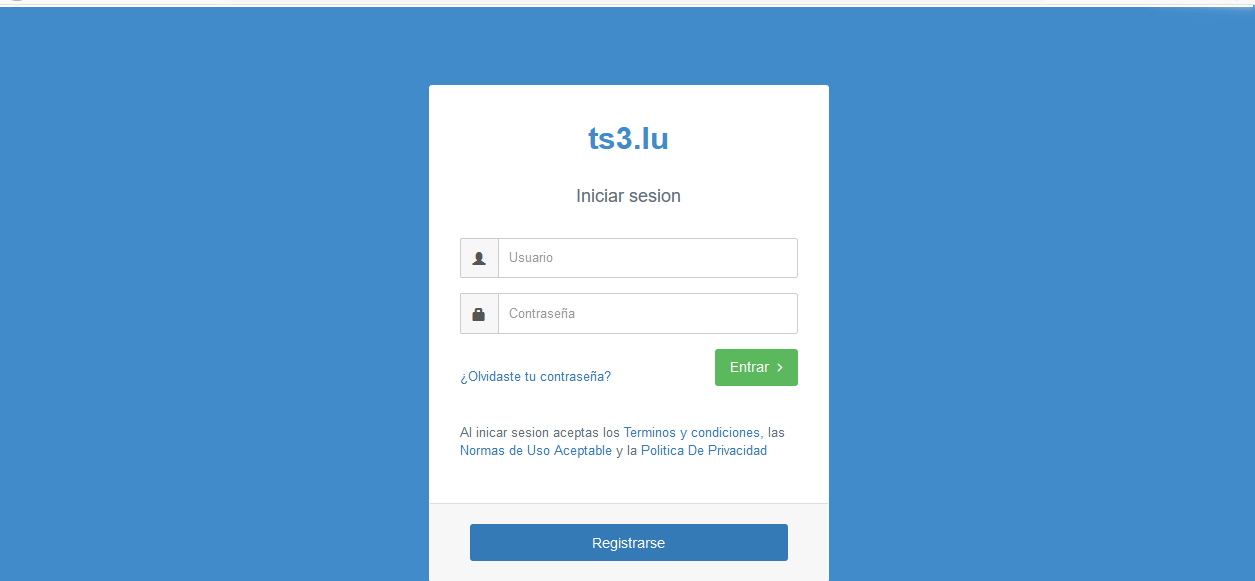 ts3.lu
Iniciar sesion
Usuario
Contraseña
Entrar
¿Olvidaste tu contraseña?
Al inicar sesion aceptas los Terminos y condiciones, las
Normas de Uso Aceptable y la Politica De Privacidad
Registrarse